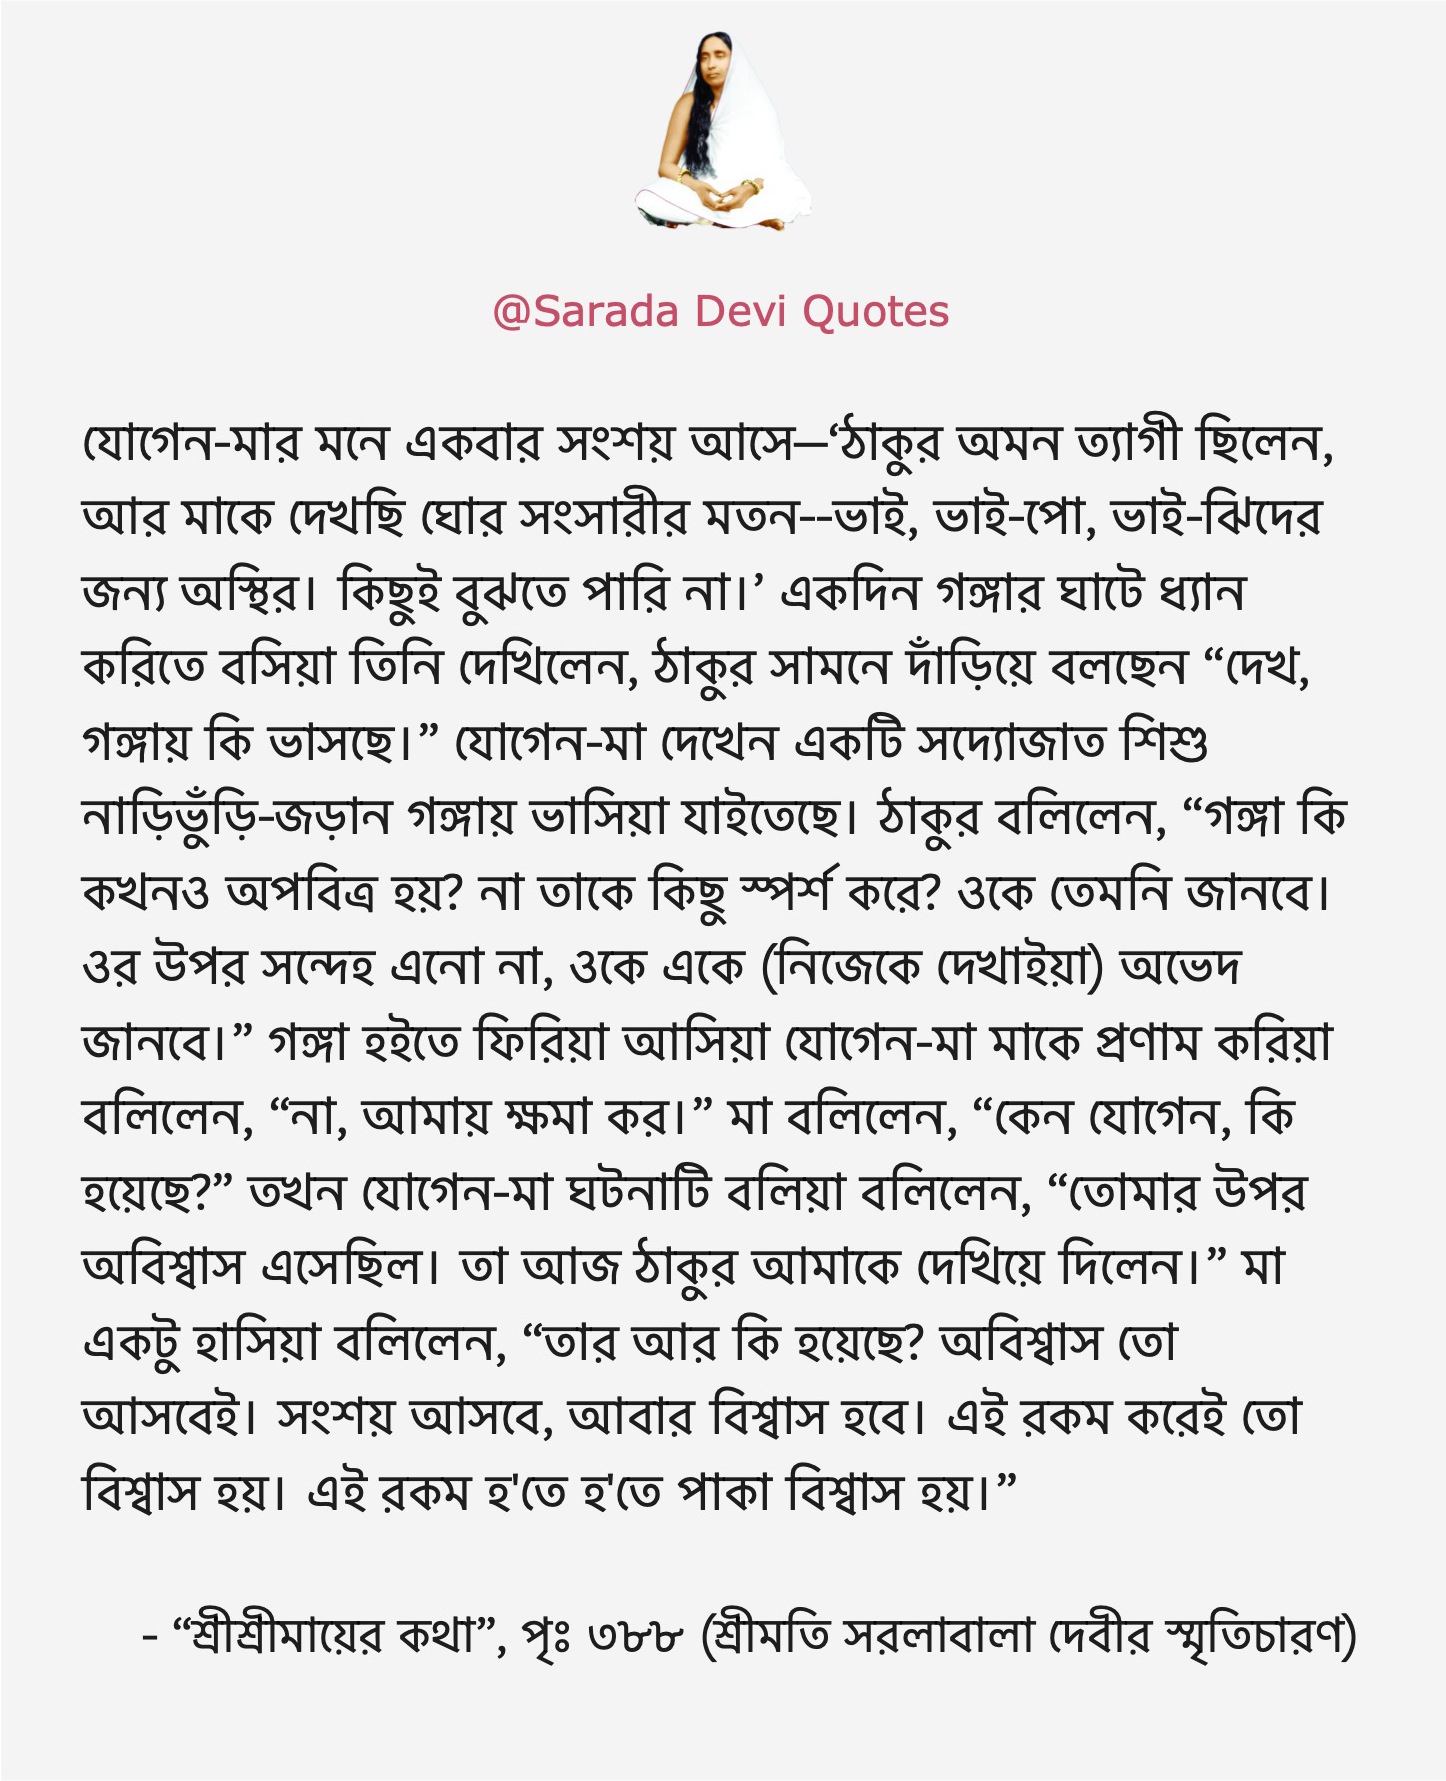 @Sarada Devi Quotes
যোগেন-মার মনে একবার সংশয় আসে—‘ঠাকুর অমন ত্যাগী ছিলেন,
আর মাকে দেখছি ঘোর সংসারীর মতন--ভাই, ভাই-পো, ভাই-ঝিদের
জন্য অস্থির। কিছুই বুঝতে পারি না।’ একদিন গঙ্গার ঘাটে ধ্যান
করিতে বসিয়া তিনি দেখিলেন, ঠাকুর সামনে দাঁড়িয়ে বলছেন “দেখ,
গঙ্গায় কি ভাসছে।” যোগেন-মা দেখেন একটি সদ্যোজাত শিশু
নাড়িভুঁড়ি-জড়ান গঙ্গায় ভাসিয়া যাইতেছে। ঠাকুর বলিলেন, “গঙ্গা কি
কখনও অপবিত্র হয়? না তাকে কিছু স্পর্শ করে? ওকে তেমনি জানবে।
ওর উপর সন্দেহ এনো না, ওকে একে (নিজেকে দেখাইয়া) অভেদ
জানবে।” গঙ্গা হইতে ফিরিয়া আসিয়া যোগেন-মা মাকে প্রণাম করিয়া
বলিলেন, “না, আমায় ক্ষমা কর।” মা বলিলেন, “কেন যোগেন, কি
হয়েছে?” তখন যোগেন-মা ঘটনাটি বলিয়া বলিলেন, “তোমার উপর
অবিশ্বাস এসেছিল। তা আজ ঠাকুর আমাকে দেখিয়ে দিলেন।” মা
একটু হাসিয়া বলিলেন, “তার আর কি হয়েছে? অবিশ্বাস তো
আসবেই। সংশয় আসবে, আবার বিশ্বাস হবে। এই রকম করেই তো
বিশ্বাস হয়। এই রকম হ'তে হ'তে পাকা বিশ্বাস হয়।”
- “শ্রীশ্রীমায়ের কথা”, পৃঃ ৩৮৮ (শ্রীমতি সরলাবালা দেবীর স্মৃতিচারণ)